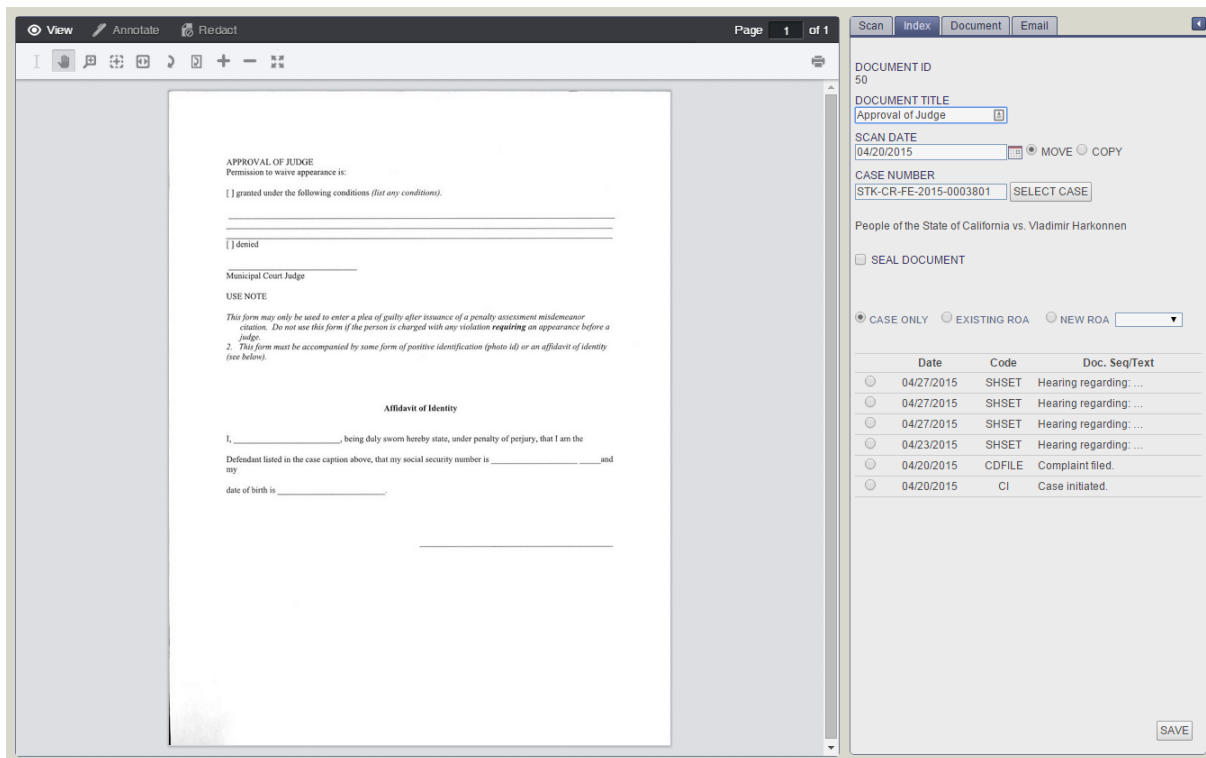 View Annotate Redact Page 1 of 1
APPROVAL OF JUDGE
Permission to waive appearance is:
[ ] granted under the following conditions (list any conditions).
[ ] denied
Municipal Court Judge
USE NOTE
This form may only be used to enter a plea of guilty after issuance of a penalty assessment misdemeanor
citation. Do not use this form if the person is charged with any violation requiring an appearance before a
judge.
2. This form must be accompanied by some form of positive identification (photo id) or an affidavit of identity
(see below).
Affidavit of Identity
I, ______________________, being duly sworn hereby state, under penalty of perjury, that I am the
Defendant listed in the case caption above, that my social security number is _________________ _____and
my
date of birth is ______________________.
Scan Index Document Email
DOCUMENT ID
50
DOCUMENT TITLE
Approval of Judge
SCAN DATE
04/20/2015 MOVE COPY
CASE NUMBER
STK-CR-FE-2015-0003801 SELECT CASE
People of the State of California vs. Vladimir Harkonnen
SEAL DOCUMENT
CASE ONLY EXISTING ROA NEW ROA
Date Code Doc. Seq/Text
04/27/2015 SHSET Hearing regarding: ...
04/27/2015 SHSET Hearing regarding: ...
04/27/2015 SHSET Hearing regarding: ...
04/23/2015 SHSET Hearing regarding: ...
04/20/2015 CDFILE Complaint filed.
04/20/2015 CI Case initiated.
SAVE